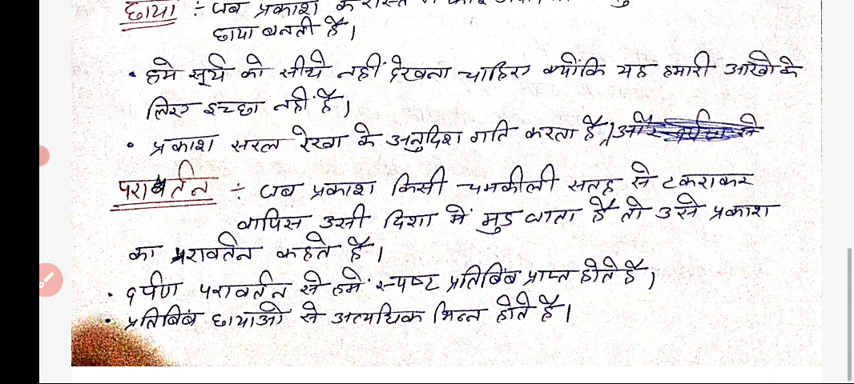 छाया ÷ जब प्रकाश के रास्ते में कोई
छाया बनती है।
• हमे सूर्य को सीधे नहीं देखना चाहिए क्योंकि यह हमारी आखो के
लिए इच्छा नहीं है।
• प्रकाश सरल रेखा के अनुदिश गति करता है।
परावर्तन ÷ जब प्रकाश किसी चमकीली सतह से टकराकर
वापिस उसी दिशा में मुड जाता है तो उसे प्रकाश
का परावर्तन कहते है।
• दर्पण परावर्तन से हमे स्पष्ट प्रतिबिंब प्राप्त होते है।
• प्रतिबिंब छायाओ से अत्यधिक भिन्न होते है।